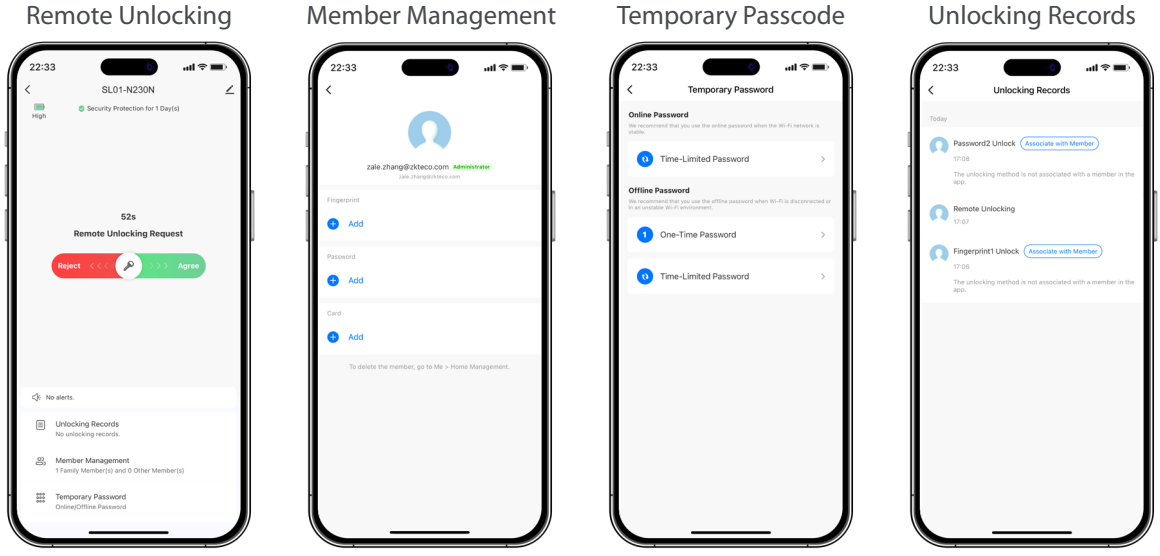 Remote Unlocking
22:33
SL01-N230N
High
Security Protection for 1 Day(s)
52s
Remote Unlocking Request
Reject
Agree
No alerts.
Unlocking Records
No unlocking records.
Member Management
1 Family Member(s) and 0 Other Member(s)
Temporary Password
Online/Offline Password
Member Management
22:33
zale.zhang@zkteco.com Administrator
zale.zhang@zkteco.com
Fingerprint
Add
Password
Add
Card
Add
To delete the member, go to Me > Home Management.
Temporary Passcode
22:33
Temporary Password
Online Password
We recommend that you use the online password when the Wi-Fi network is
stable.
Time-Limited Password
Offline Password
We recommend that you use the offline password when Wi-Fi is disconnected or
in an unstable Wi-Fi environment.
1 One-Time Password
Time-Limited Password
Unlocking Records
22:33
Unlocking Records
Today
Password2 Unlock Associate with Member
17:08
The unlocking method is not associated with a member in the
app.
Remote Unlocking
17:07
Fingerprint1 Unlock Associate with Member
17:06
The unlocking method is not associated with a member in the
app.